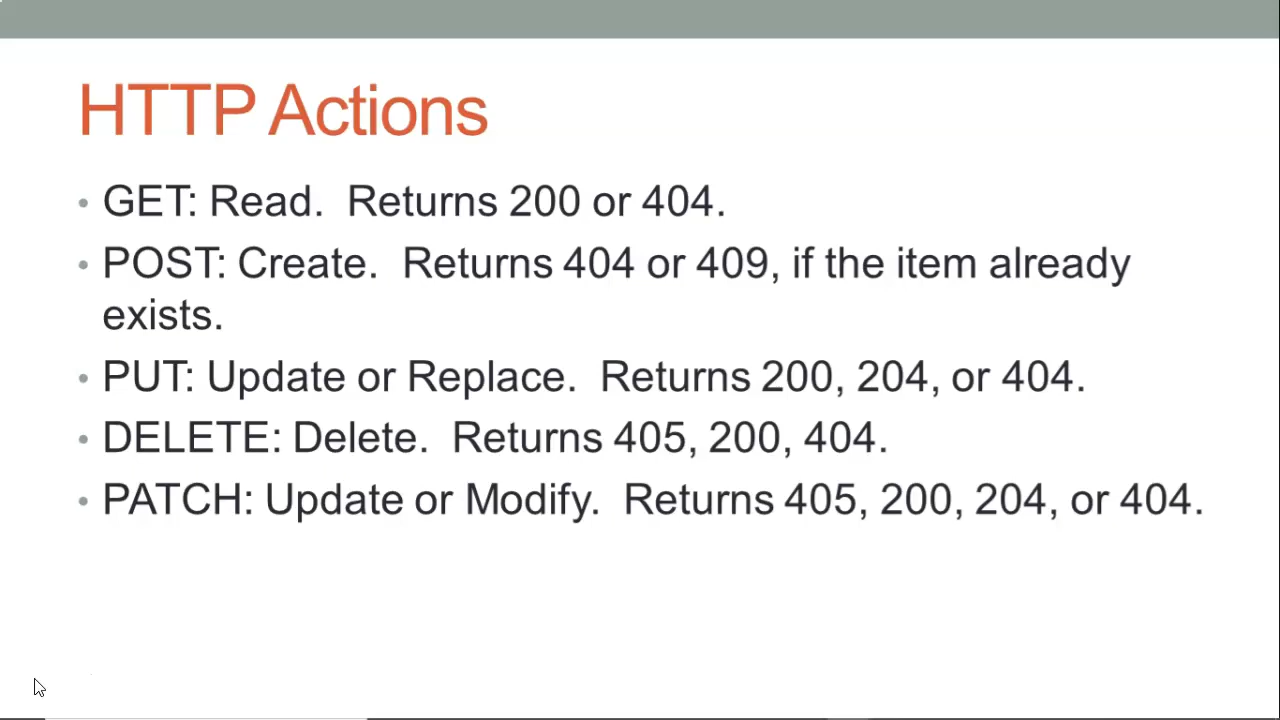 HTTP Actions
• GET: Read.  Returns 200 or 404.
• POST: Create.  Returns 404 or 409, if the item already
exists.
• PUT: Update or Replace.  Returns 200, 204, or 404.
• DELETE: Delete.  Returns 405, 200, 404.
• PATCH: Update or Modify.  Returns 405, 200, 204, or 404.